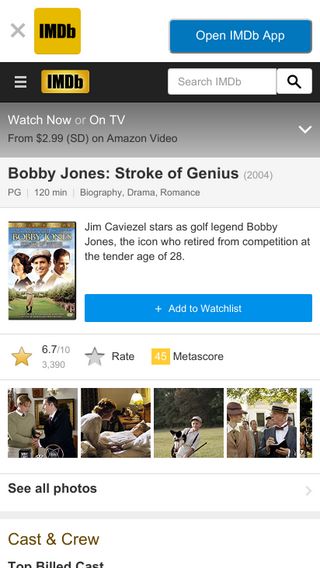 IMDb
Open IMDb App
IMDb
Search IMDb
Watch Now or On TV
From $2.99 (SD) on Amazon Video
Bobby Jones: Stroke of Genius (2004)
PG | 120 min | Biography, Drama, Romance
BOBBY JONES
Jim Caviezel stars as golf legend Bobby
Jones, the icon who retired from competition at
the tender age of 28.
+ Add to Watchlist
6.7/10
3,390
Rate
45 Metascore
See all photos
Cast & Crew
Top Billed Cast